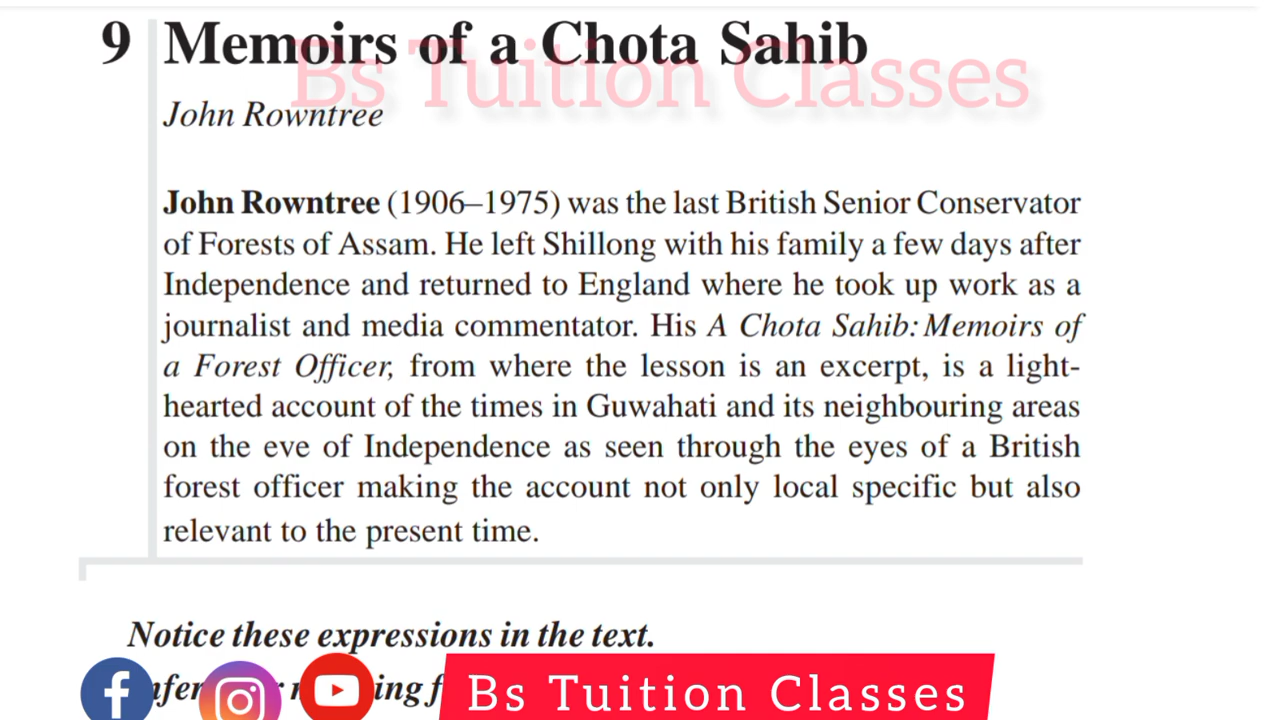 9 Memoirs of a Chota Sahib
Bs Tuition Classes
John Rowntree
John Rowntree (1906–1975) was the last British Senior Conservator
of Forests of Assam. He left Shillong with his family a few days after
Independence and returned to England where he took up work as a
journalist and media commentator. His A Chota Sahib: Memoirs of
a Forest Officer, from where the lesson is an excerpt, is a light-
hearted account of the times in Guwahati and its neighbouring areas
on the eve of Independence as seen through the eyes of a British
forest officer making the account not only local specific but also
relevant to the present time.
Notice these expressions in the text.
Bs Tuition Classes